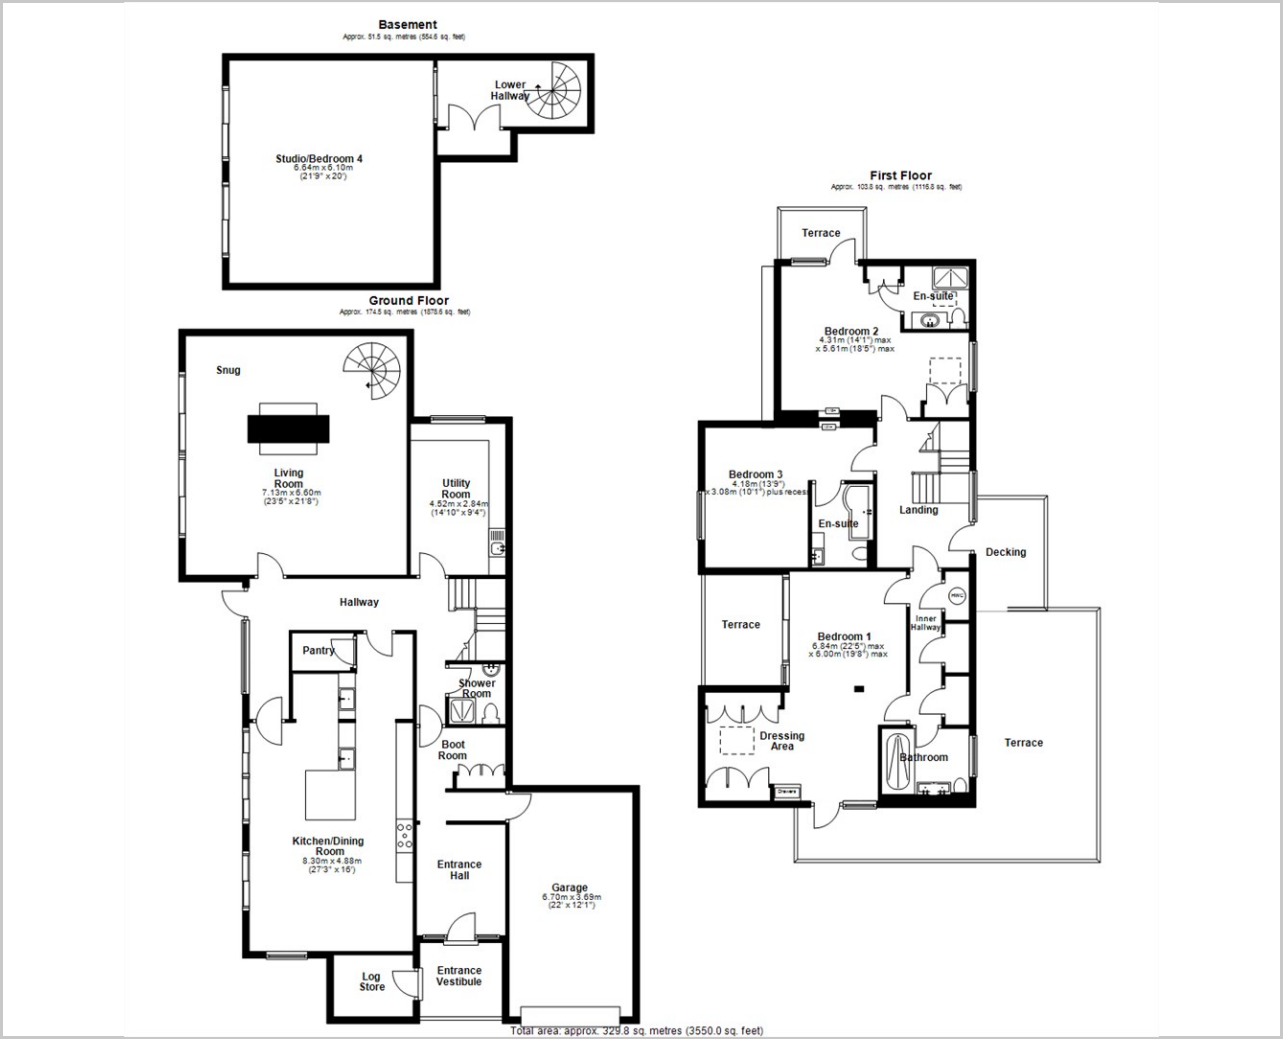 Basement
Approx. 51.5 sq. metres (554.6 sq. feet)
Lower
Hallway
Studio/Bedroom 4
6.64m x 6.10m
(21'9" x 20')
Ground Floor
Approx. 174.5 sq. metres (1878.6 sq. feet)
Snug
Living
Room
7.13m x 6.60m
(23'5" x 21'8")
Utility
Room
4.52m x 2.84m
(14'10" x 9'4")
Hallway
Pantry
Shower
Room
Boot
Room
Kitchen/Dining
Room
8.30m x 4.88m
(27'3" x 16')
Entrance
Hall
Garage
6.70m x 3.69m
(22' x 12'1")
Log
Store
Entrance
Vestibule
First Floor
Approx. 103.8 sq. metres (1116.8 sq. feet)
Terrace
En-suite
Bedroom 2
4.31m (14'1") max
x 5.61m (18'5") max
Bedroom 3
4.18m (13'9")
x 3.08m (10'1") plus recess
En-suite
Landing
Decking
Terrace
Inner
Hallway
Bedroom 1
6.84m (22'5") max
x 6.00m (19'8") max
Dressing
Area
Bathroom
Terrace
Total area: approx. 329.8 sq. metres (3550.0 sq. feet)